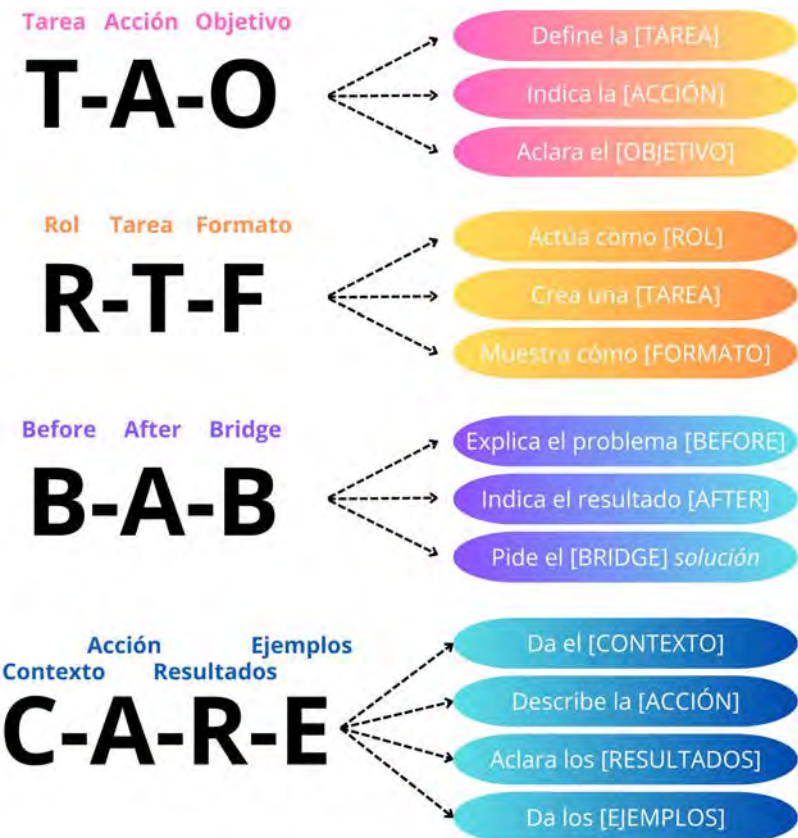 Tarea Acción Objetivo
T-A-O
Define la [TAREA]
Indica la [ACCIÓN]
Aclara el [OBJETIVO]
Rol Tarea Formato
R-T-F
Actúa como [ROL]
Crea una [TAREA]
Muestra cómo [FORMATO]
Before After Bridge
B-A-B
Explica el problema [BEFORE]
Indica el resultado [AFTER]
Pide el [BRIDGE] solución
Acción Ejemplos
Contexto Resultados
C-A-R-E
Da el [CONTEXTO]
Describe la [ACCIÓN]
Aclara los [RESULTADOS]
Da los [EJEMPLOS]